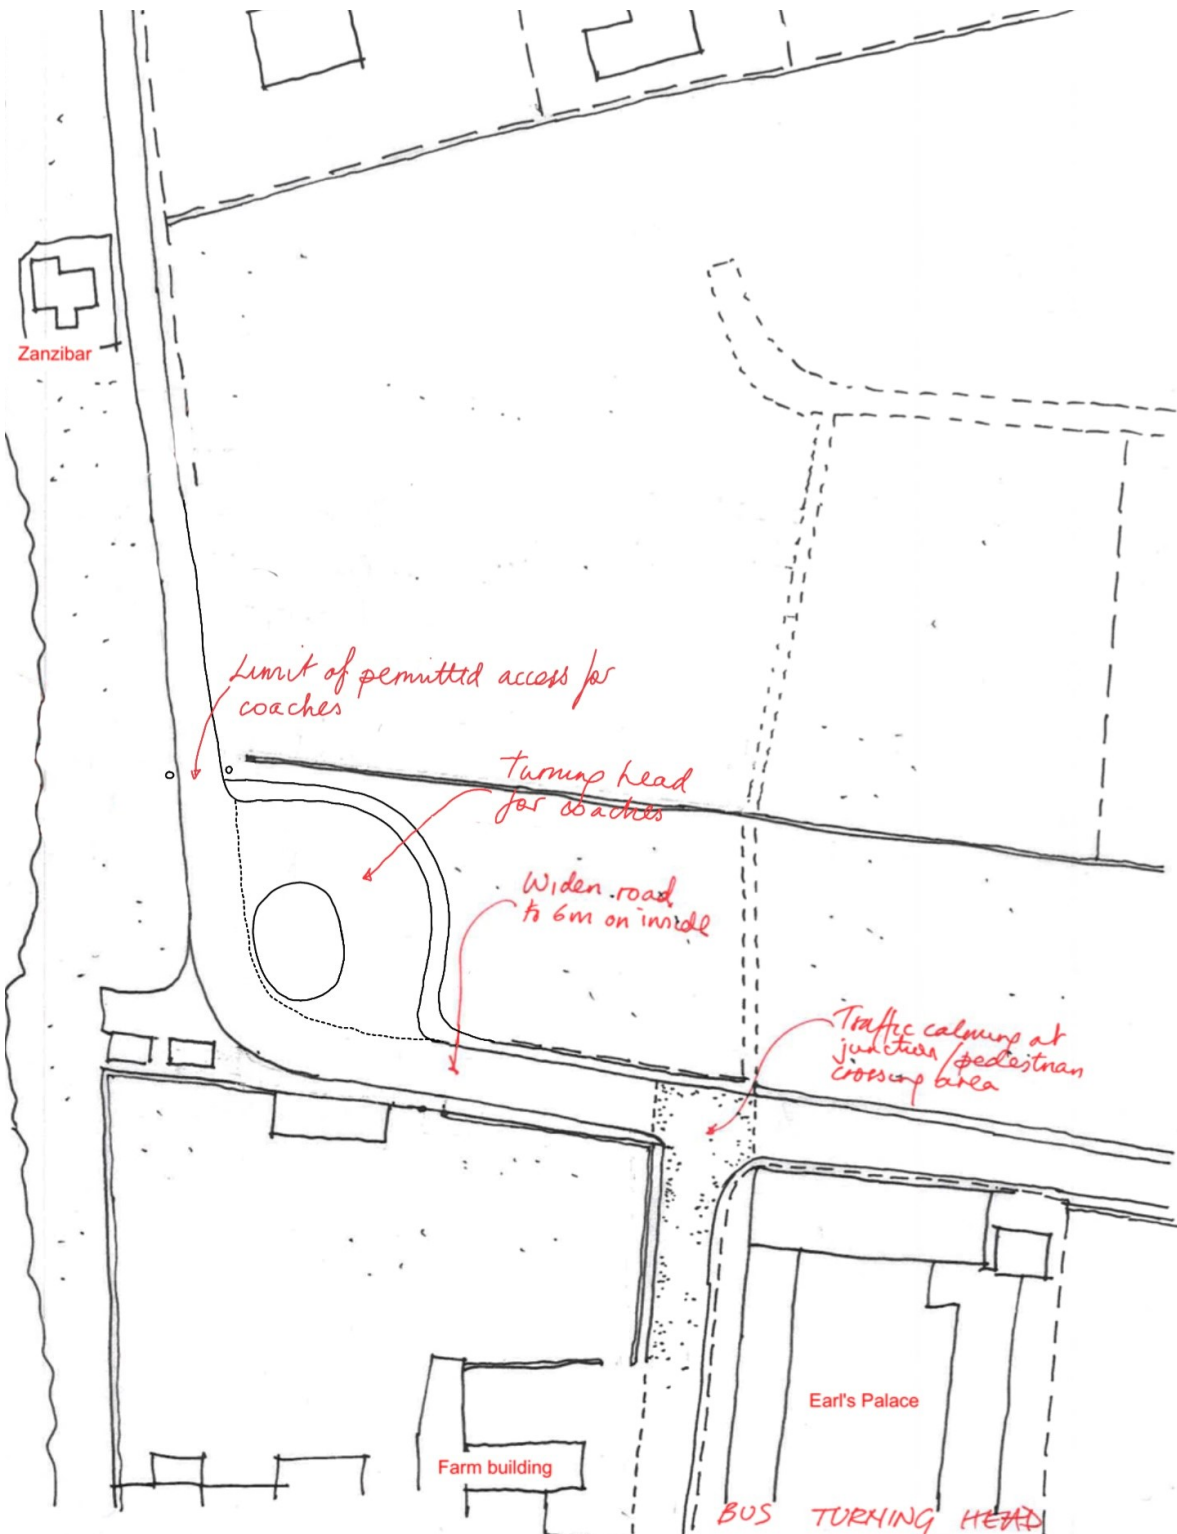 Zanzibar
Limit of permitted access for
coaches
Turning head
for coaches
Widen road
to 6m on inside
Traffic calming at
junction/pedestrian
crossing area
Earl's Palace
Farm building
BUS TURNING HEAD